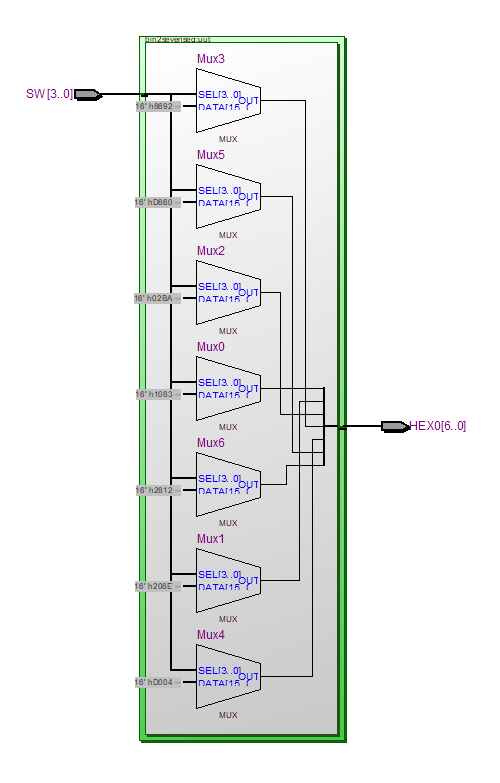 bin2sevenseg:uut
Mux3
SW[3..0]
SEL[3..0]
OUT
16' h8692 --
DATA[15..0]
MUX
Mux5
SEL[3..0]
OUT
16' hD860 --
DATA[15..0]
MUX
Mux2
SEL[3..0]
OUT
16' h02BA --
DATA[15..0]
MUX
Mux0
SEL[3..0]
OUT
16' h1083 --
DATA[15..0]
MUX
HEX0[6..0]
Mux6
SEL[3..0]
OUT
16' h2812 --
DATA[15..0]
MUX
Mux1
SEL[3..0]
OUT
16' h208E --
DATA[15..0]
MUX
Mux4
SEL[3..0]
OUT
16' hD004 --
DATA[15..0]
MUX